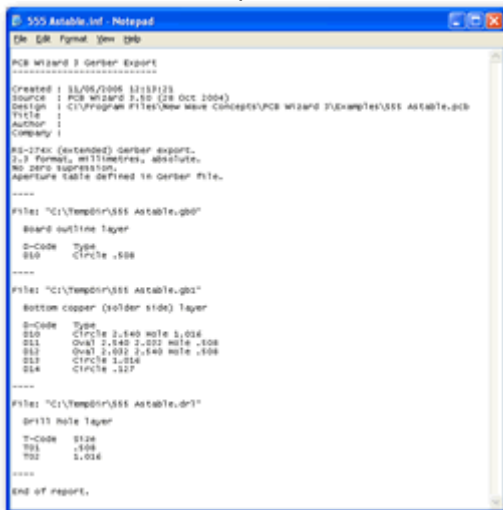 555 Astable.inf - Notepad
File Edit Format View Help
PCB Wizard 3 Gerber Export
--------------------------
Created : 11/05/2005 12:13:21
Source : PCB Wizard 3.50 (28 Oct 2004)
Design : C:\Program Files\New Wave Concepts\PCB Wizard 3\Examples\555 Astable.pcb
Title :
Author :
Company :
RS-274X (extended) Gerber export.
2.3 format, millimetres, absolute.
No zero supression.
Aperture table defined in Gerber file.
----
File: "C:\TempDir\555 Astable.gb0"
Board outline layer
D-Code Type
D10 Circle .508
----
File: "C:\TempDir\555 Astable.gb1"
Bottom copper (solder side) layer
D-Code Type
D10 Circle 2.540 Hole 1.016
D11 Oval 2.540 2.032 Hole .508
D12 Oval 2.032 2.540 Hole .508
D13 Circle 1.016
D14 Circle .127
----
File: "C:\TempDir\555 Astable.drl"
Drill Hole layer
T-Code Size
T01 .508
T02 1.016
----
End of report.